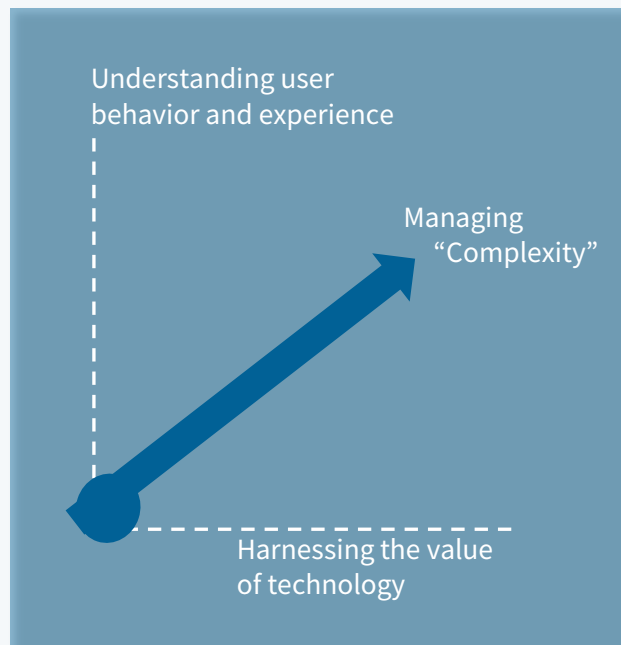 Understanding user
behavior and experience
Managing
“Complexity”
Harnessing the value
of technology